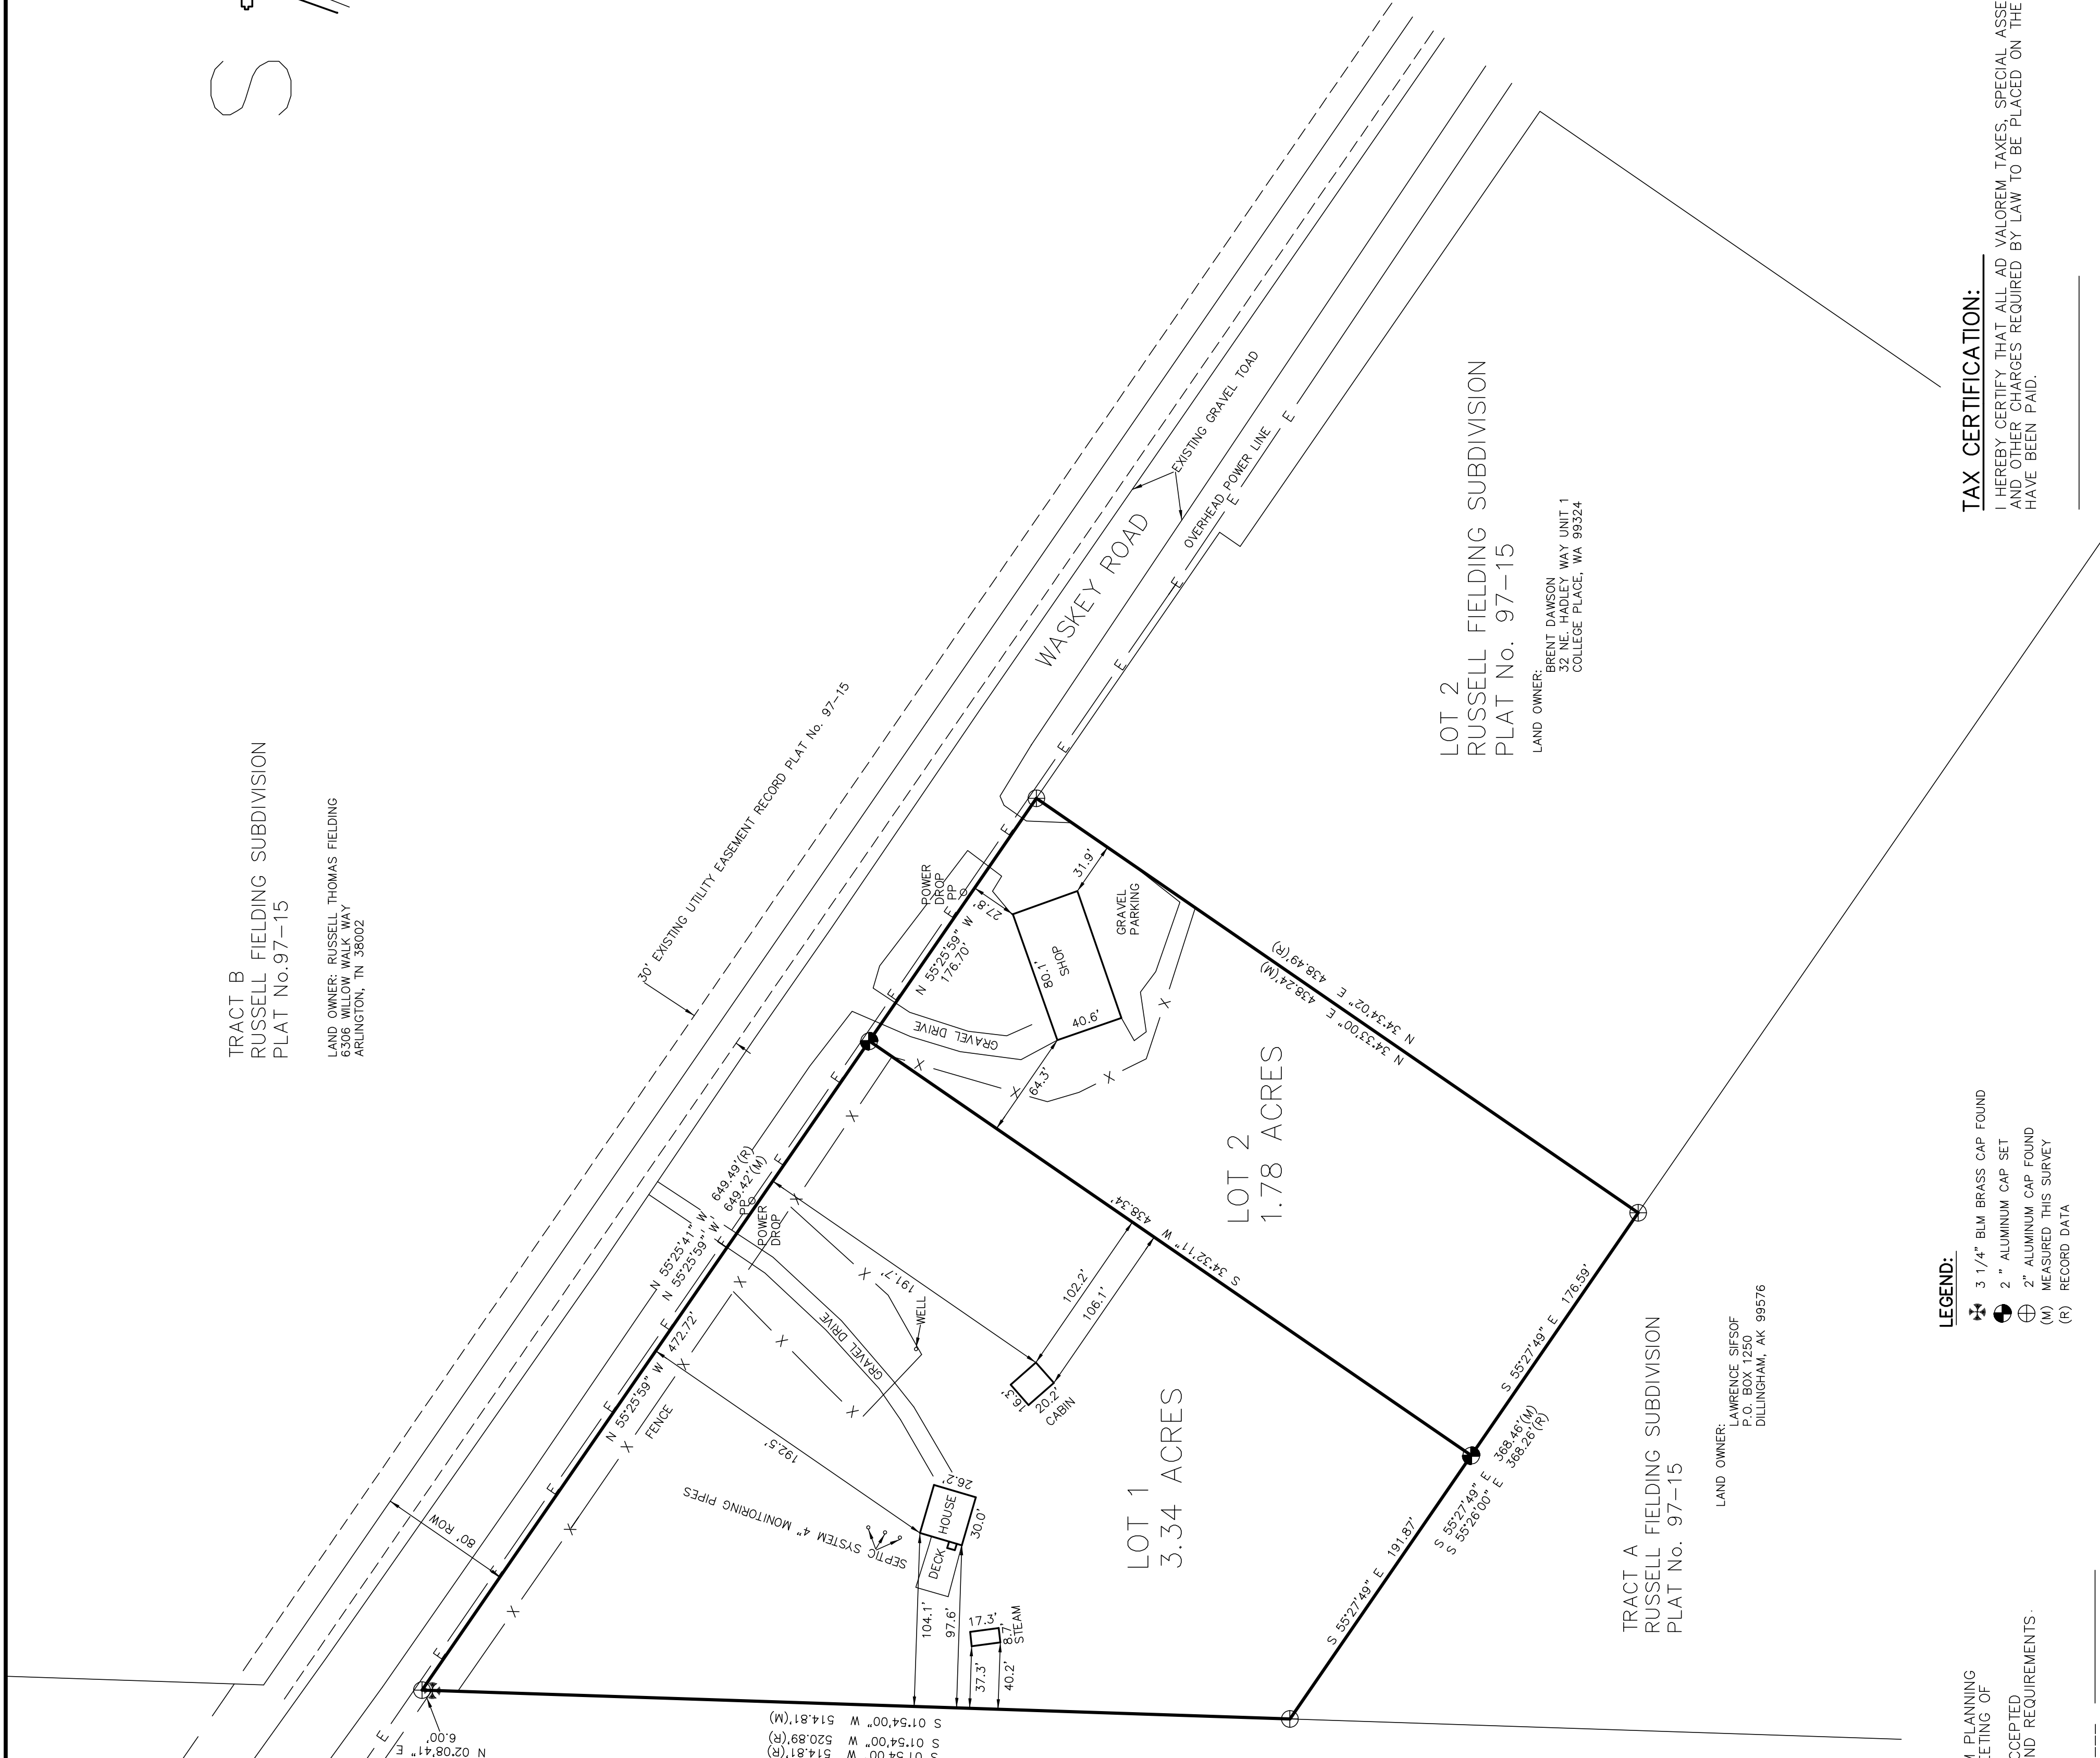 S
TRACT B
RUSSELL FIELDING SUBDIVISION
PLAT No.97-15
LAND OWNER: RUSSELL THOMAS FIELDING
6306 WILLOW WALK WAY
ARLINGTON, TN 38002
30' EXISTING UTILITY EASEMENT RECORD PLAT No. 97-15
WASKEY ROAD
EXISTING GRAVEL TOAD
OVERHEAD POWER LINE
LOT 2
RUSSELL FIELDING SUBDIVISION
PLAT No. 97-15
LAND OWNER:
BRENT DAWSON
32 NE. HADLEY WAY UNIT 1
COLLEGE PLACE, WA 99324
80' ROW
N 02°08'41" E
6.00'
N 55°25'41" W 649.49'(R)
N 55°25'59" W 649.42'(M)
N 55°25'59" W 472.72'
N 55°25'59" W
176.70'
FENCE
PP
POWER
DROP
POWER
DROP
PP
27.8'
31.9'
GRAVEL
PARKING
80.1'
SHOP
40.6'
64.3'
GRAVEL DRIVE
GRAVEL DRIVE
WELL
191.7'
192.5'
102.2'
106.1'
16.3'
20.2'
CABIN
SEPTIC SYSTEM 4" MONITORING PIPES
26.2'
HOUSE
30.0'
DECK
104.1'
97.6'
17.3'
8.7'
STEAM
37.3'
40.2'
LOT 1
3.34 ACRES
LOT 2
1.78 ACRES
S 34°32'11" W 438.34'
N 34°33'00" E 438.24'(M)
N 34°34'02" E 438.49'(R)
S 55°27'49" E 176.59'
S 55°27'49" E 191.87'
S 55°27'49" E 368.46'(M)
S 55°26'00" E 368.26'(R)
S 01°54'00" W 514.81'(M)
S 01°54'00" W 520.89'(R)
S 01°54'00" W 514.81'(R)
TRACT A
RUSSELL FIELDING SUBDIVISION
PLAT No. 97-15
LAND OWNER:
LAWRENCE SIFSOF
P.O. BOX 1250
DILLINGHAM, AK 99576
LEGEND:
3 1/4" BLM BRASS CAP FOUND
2 " ALUMINUM CAP SET
2" ALUMINUM CAP FOUND
(M) MEASURED THIS SURVEY
(R) RECORD DATA
TAX CERTIFICATION:
I HEREBY CERTIFY THAT ALL AD VALOREM TAXES, SPECIAL ASSE
AND OTHER CHARGES REQUIRED BY LAW TO BE PLACED ON THE
HAVE BEEN PAID.
PLANNING
ETING OF
CCEPTED
ND REQUIREMENTS.